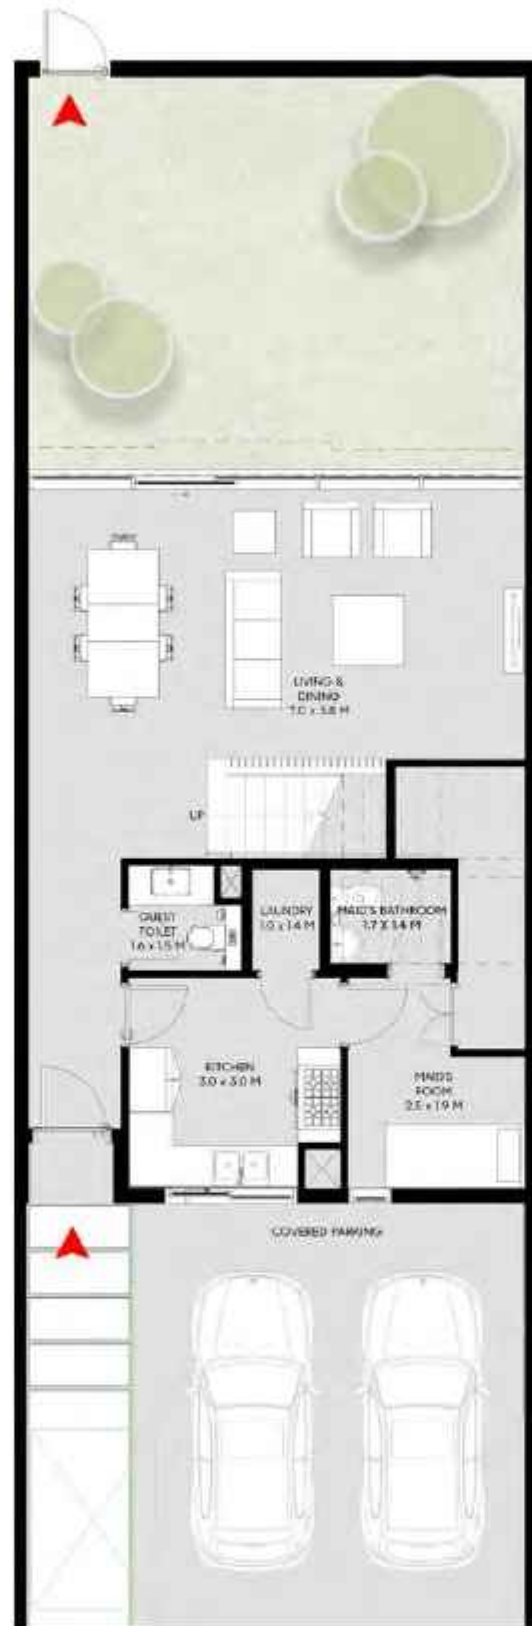 LIVING &
DINING
7.0 x 5.8 M
UP
GUEST
TOILET
1.6 x 1.5 M
LAUNDRY
1.0 x 1.4 M
MAID'S BATHROOM
1.7 X 1.4 M
KITCHEN
3.0 x 3.0 M
MAID'S
ROOM
2.5 x 1.9 M
COVERED PARKING